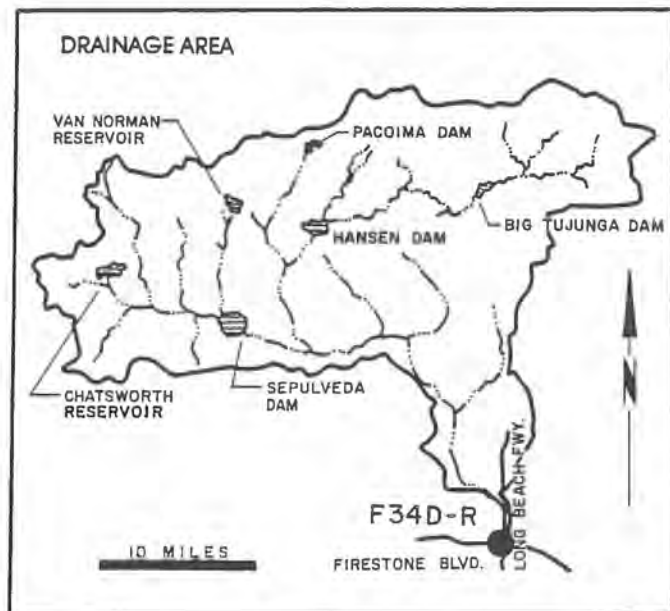 DRAINAGE AREA
VAN NORMAN
RESERVOIR
PACOIMA DAM
BIG TUJUNGA DAM
HANSEN DAM
CHATSWORTH
RESERVOIR
SEPULVEDA
DAM
N
F34D-R
LONG BEACH FWY.
10 MILES
FIRESTONE BLVD.